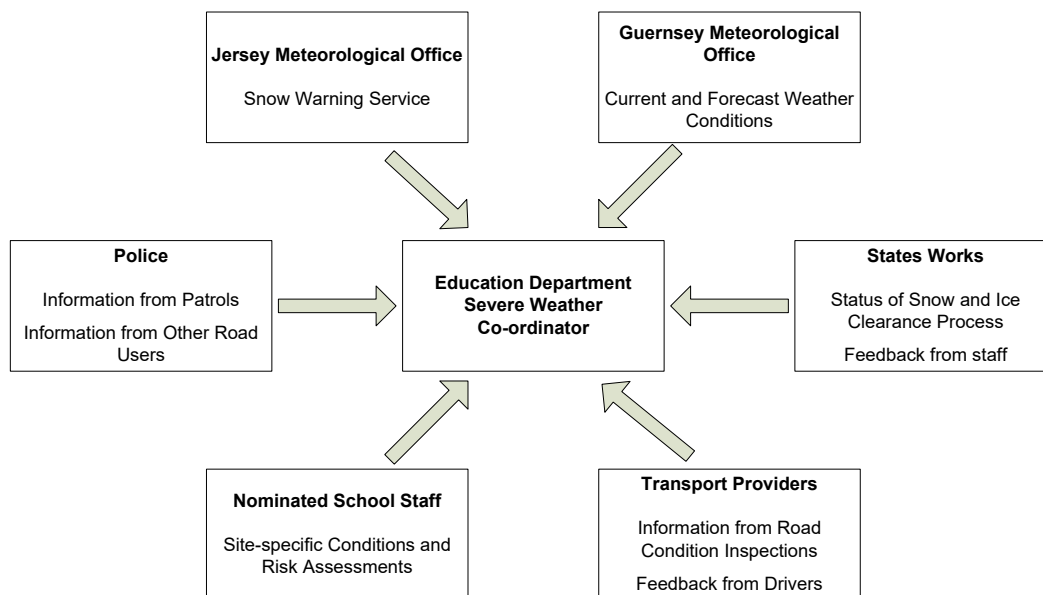 Jersey Meteorological Office
Snow Warning Service
Guernsey Meteorological
Office
Current and Forecast Weather
Conditions
Police
Information from Patrols
Information from Other Road
Users
Education Department
Severe Weather
Co-ordinator
States Works
Status of Snow and Ice
Clearance Process
Feedback from staff
Nominated School Staff
Site-specific Conditions and
Risk Assessments
Transport Providers
Information from Road
Condition Inspections
Feedback from Drivers